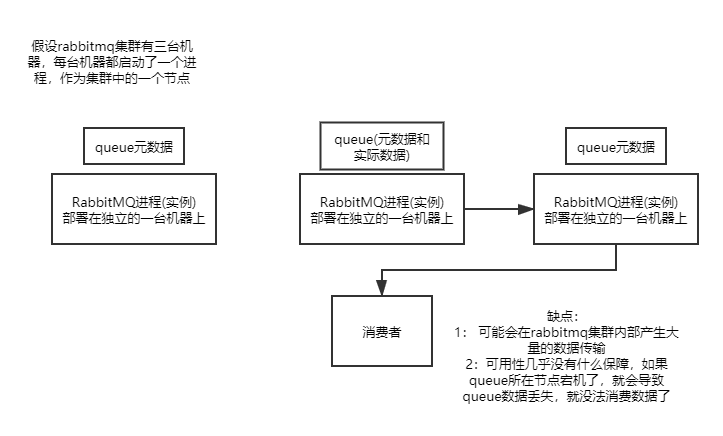 假设rabbitmq集群有三台机
器，每台机器都启动了一个进
程，作为集群中的一个节点
queue元数据
queue(元数据和
实际数据)
queue元数据
RabbitMQ进程(实例)
部署在独立的一台机器上
RabbitMQ进程(实例)
部署在独立的一台机器上
RabbitMQ进程(实例)
部署在独立的一台机器上
消费者
缺点：
1： 可能会在rabbitmq集群内部产生大
量的数据传输
2：可用性几乎没有什么保障，如果
queue所在节点宕机了，就会导致
queue数据丢失，就没法消费数据了